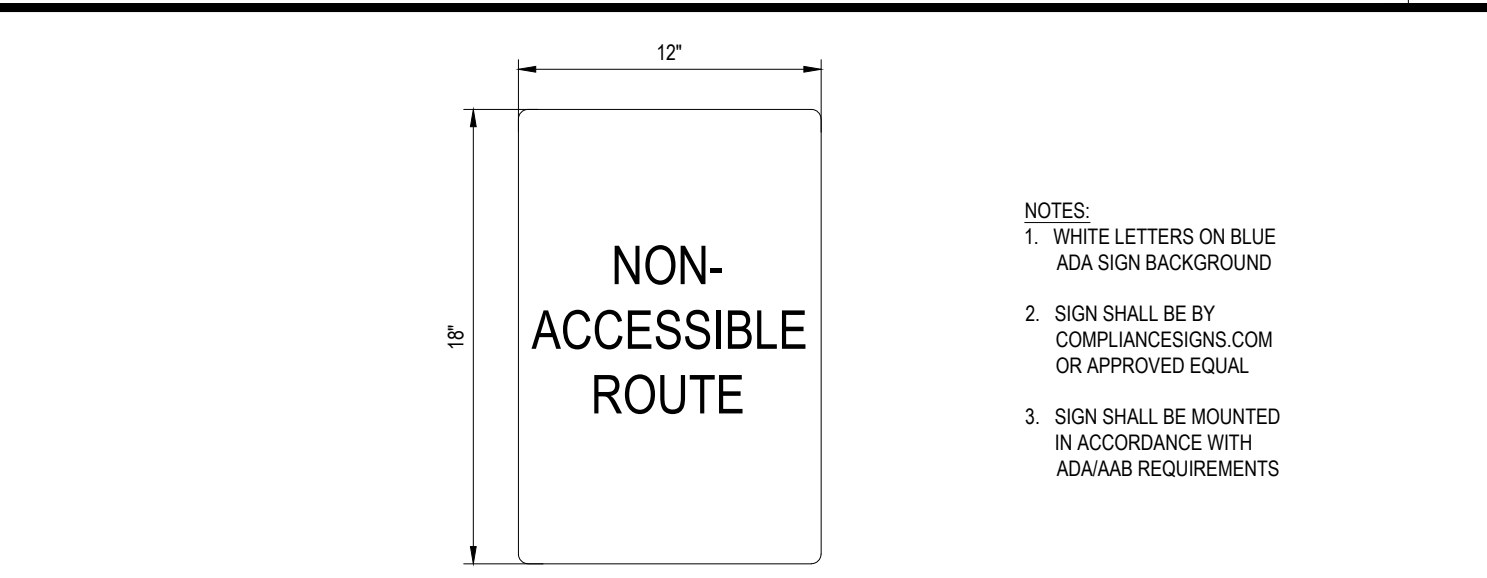 12"
18"
NON-
ACCESSIBLE
ROUTE
NOTES:
1. WHITE LETTERS ON BLUE
ADA SIGN BACKGROUND
2. SIGN SHALL BE BY
COMPLIANCESIGNS.COM
OR APPROVED EQUAL
3. SIGN SHALL BE MOUNTED
IN ACCORDANCE WITH
ADA/AAB REQUIREMENTS